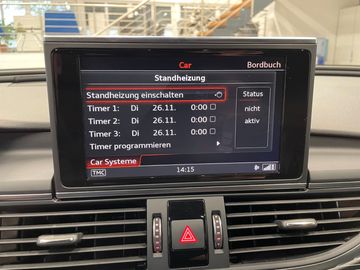 Car
Bordbuch
Standheizung
Standheizung einschalten
Timer 1: Di 26.11. 0:00
Timer 2: Di 26.11. 0:00
Timer 3: Di 26.11. 0:00
Timer programmieren
Status
nicht
aktiv
Car Systeme
TMC
14:15